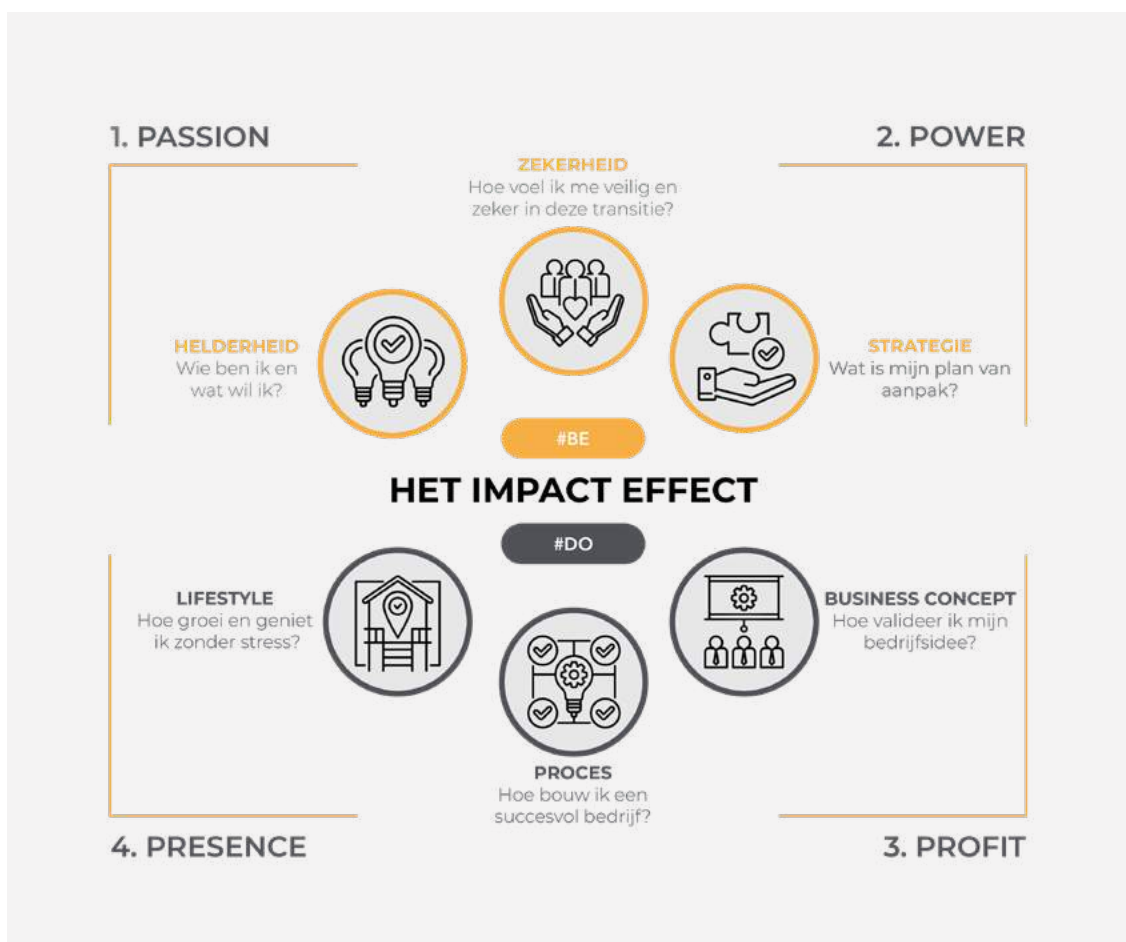 1. PASSION
2. POWER
ZEKERHEID
Hoe voel ik me veilig en
zeker in deze transitie?
HELDERHEID
Wie ben ik en
wat wil ik?
STRATEGIE
Wat is mijn plan van
aanpak?
#BE
HET IMPACT EFFECT
#DO
LIFESTYLE
Hoe groei en geniet
ik zonder stress?
BUSINESS CONCEPT
Hoe valideer ik mijn
bedrijfsidee?
PROCES
Hoe bouw ik een
succesvol bedrijf?
4. PRESENCE
3. PROFIT